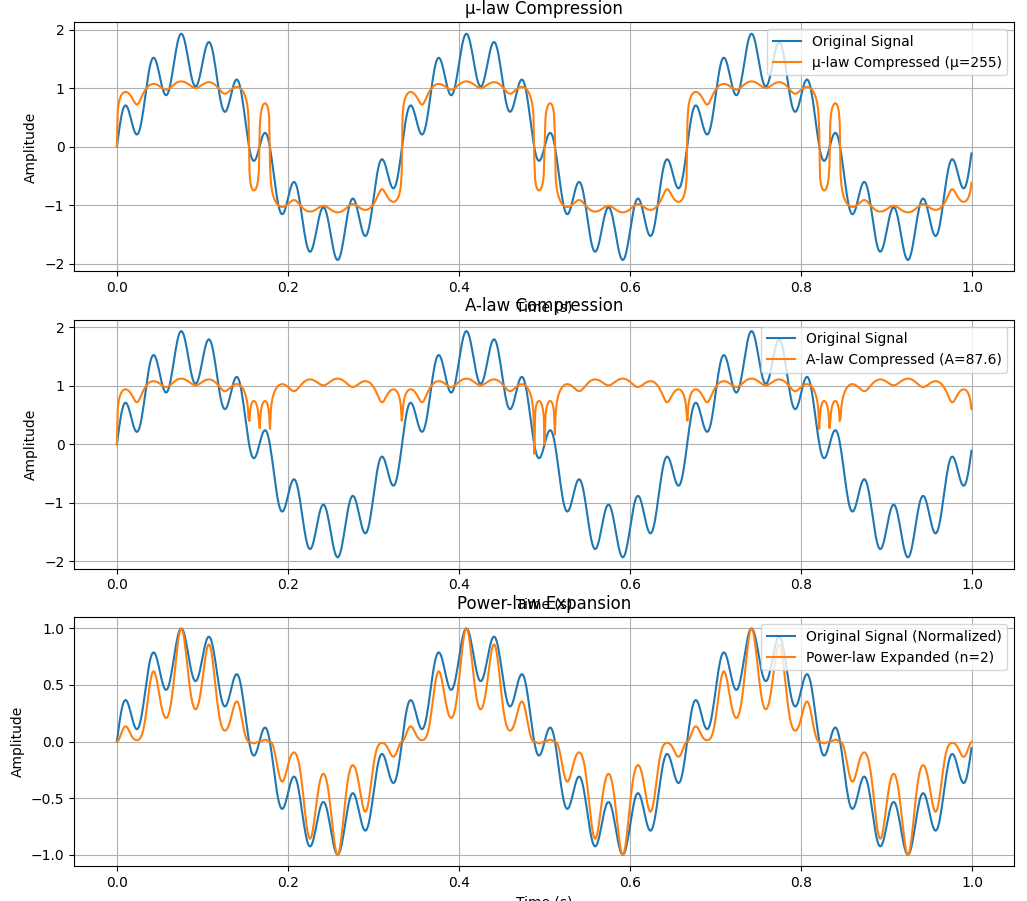 μ-law Compression
2
1
0
−1
−2
Amplitude
Original Signal
μ-law Compressed (μ=255)
0.0
0.2
0.4
0.6
0.8
1.0
Time (s)
A-law Compression
2
1
0
−1
−2
Amplitude
Original Signal
A-law Compressed (A=87.6)
0.0
0.2
0.4
0.6
0.8
1.0
Time (s)
Power-law Expansion
1.0
0.5
0.0
−0.5
−1.0
Amplitude
Original Signal (Normalized)
Power-law Expanded (n=2)
0.0
0.2
0.4
0.6
0.8
1.0
Time (s)